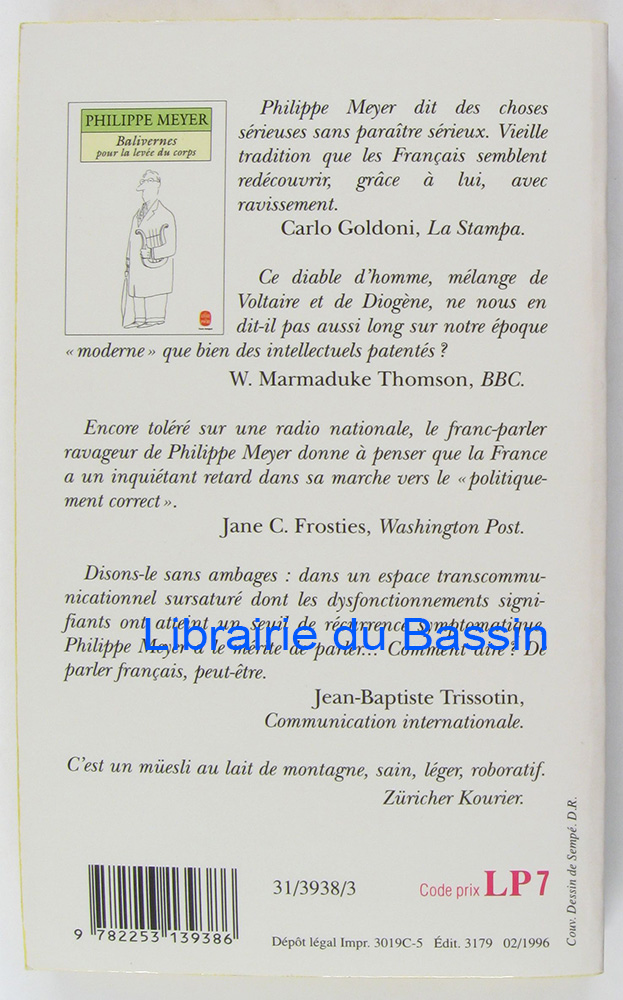 PHILIPPE MEYER
Balivernes
pour la levée du corps
Philippe Meyer dit des choses
sérieuses sans paraître sérieux. Vieille
tradition que les Français semblent
redécouvrir, grâce à lui, avec
ravissement.
Carlo Goldoni, La Stampa.
Ce diable d'homme, mélange de
Voltaire et de Diogène, ne nous en
dit-il pas aussi long sur notre époque
« moderne » que bien des intellectuels patentés ?
W. Marmaduke Thomson, BBC.
Encore toléré sur une radio nationale, le franc-parler
ravageur de Philippe Meyer donne à penser que la France
a un inquiétant retard dans sa marche vers le « politique-
ment correct ».
Jane C. Frosties, Washington Post.
Disons-le sans ambages : dans un espace transcommu-
nicationnel sursaturé dont les dysfonctionnements signi-
fiants ont atteint un seuil de récurrence symptomatique,
Librairie du Bassin
Philippe Meyer a le mérite de parler... Comment dire ? De
parler français, peut-être.
Jean-Baptiste Trissotin,
Communication internationale.
C'est un müesli au lait de montagne, sain, léger, roboratif.
Züricher Kourier.
Couv. Dessin de Sempé. D.R.
31/3938/3
Code prix LP 7
9 782253 139386
Dépôt légal Impr. 3019C-5 Édit. 3179 02/1996